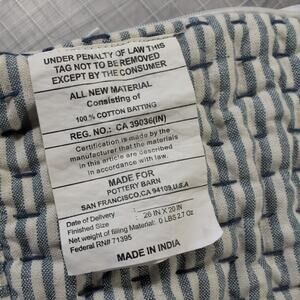 UNDER PENALTY OF LAW THIS
TAG NOT TO BE REMOVED
EXCEPT BY THE CONSUMER
ALL NEW MATERIAL
Consisting of
100 % COTTON BATTING
REG. NO.: CA 39036(IN)
Certification is made by the
manufacturer that the materials
in this article are described
in accordance with law.
MADE FOR
POTTERY BARN
SAN FRANCISCO, CA 94109, U.S.A
Date of Delivery :
Finished Size : 26 IN X 20 IN
Net weight of filling Material: 0 LBS 2.7 Oz
Federal RN# 71395
MADE IN INDIA